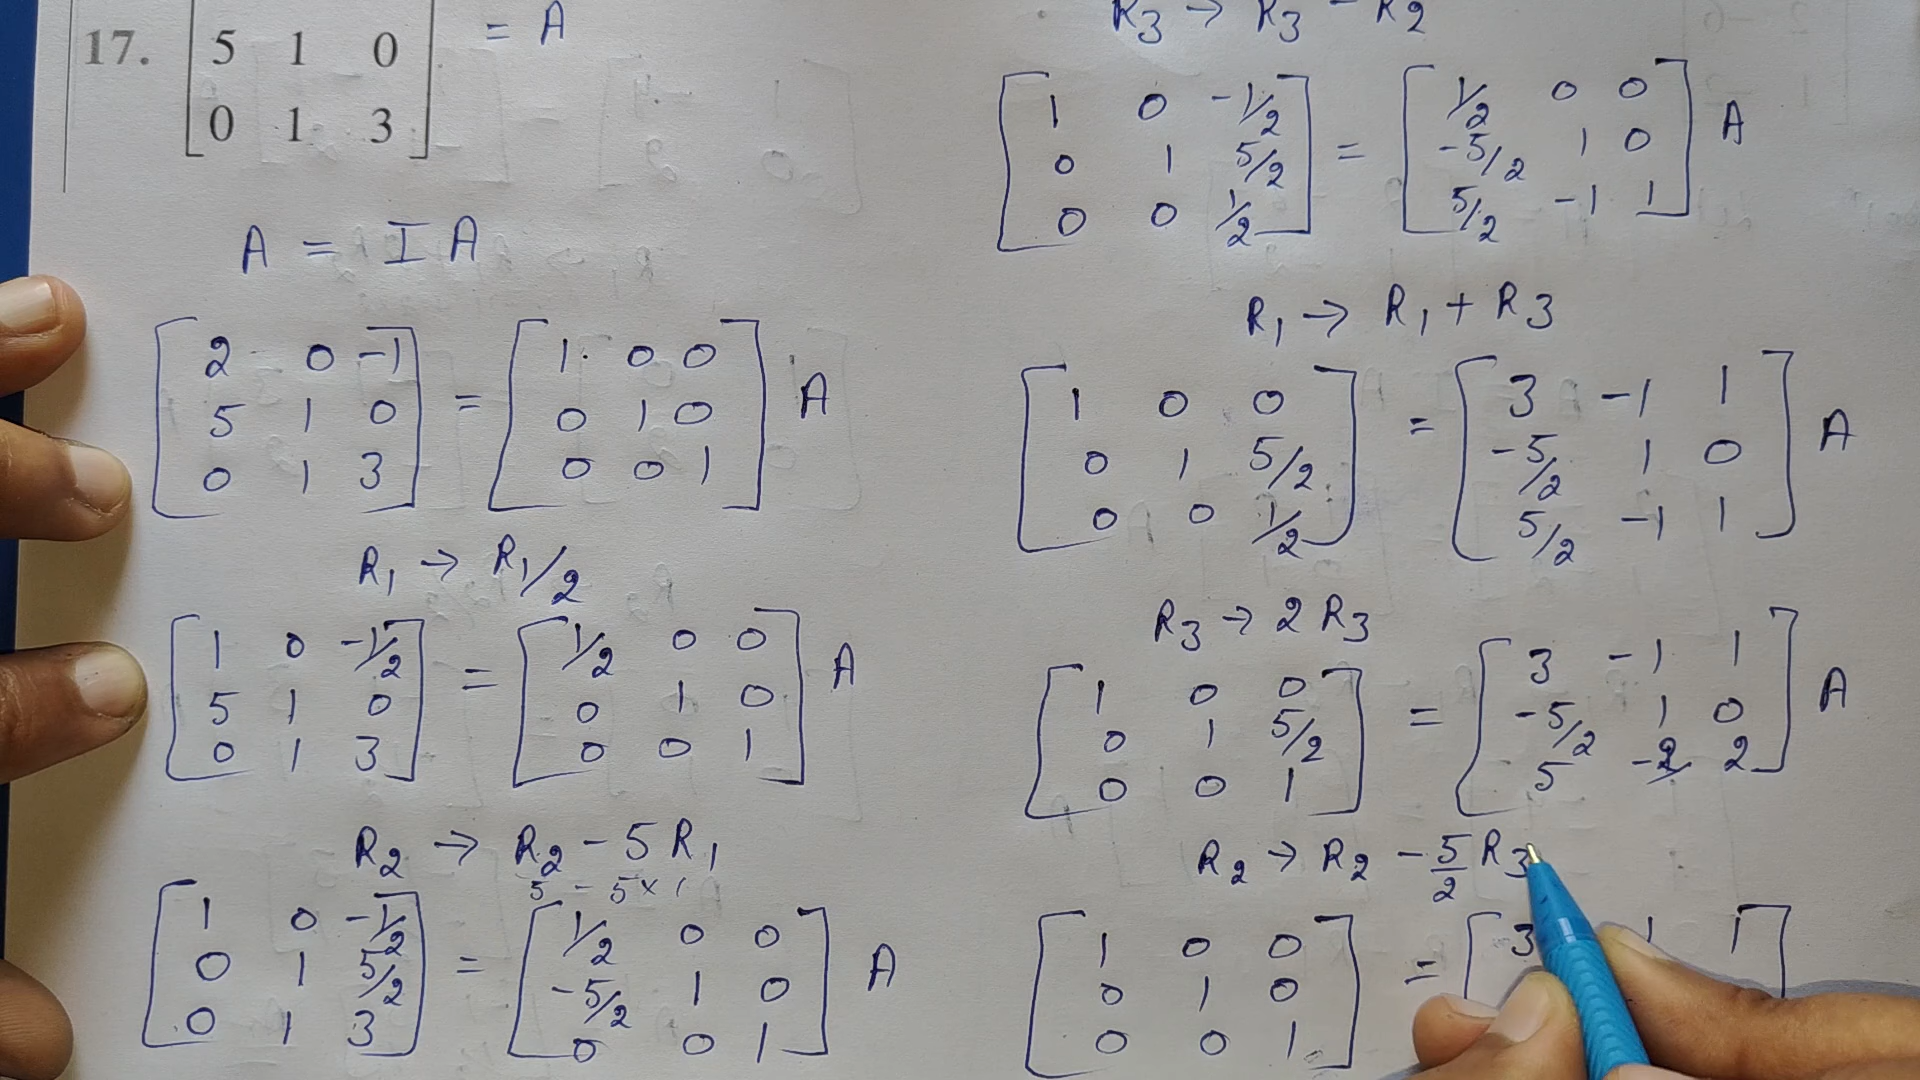 17. 5 1 0 = A
0 1 3
A = I A
2 0 -1 = 1 0 0
5 1 0 0 1 0 A
0 1 3 0 0 1
R1 → R1/2
1 0 -1/2 = 1/2 0 0
5 1 0 0 1 0 A
0 1 3 0 0 1
R2 → R2 - 5 R1
5 - 5 × 1
1 0 -1/2 = 1/2 0 0
0 1 5/2 -5/2 1 0 A
0 1 3 0 0 1
R3 → R3 - R2
1 0 -1/2 1/2 0 0
0 1 5/2 = -5/2 1 0 A
0 0 1/2 5/2 -1 1
R1 → R1 + R3
1 0 0 = 3 -1 1
0 1 5/2 -5/2 1 0 A
0 0 1/2 5/2 -1 1
R3 → 2 R3
1 0 0 3 -1 1
0 1 5/2 = -5/2 1 0 A
0 0 1 5 -2 2
R2 → R2 - 5/2 R3
1 0 0 = 3 1 1
0 1 0
0 0 1